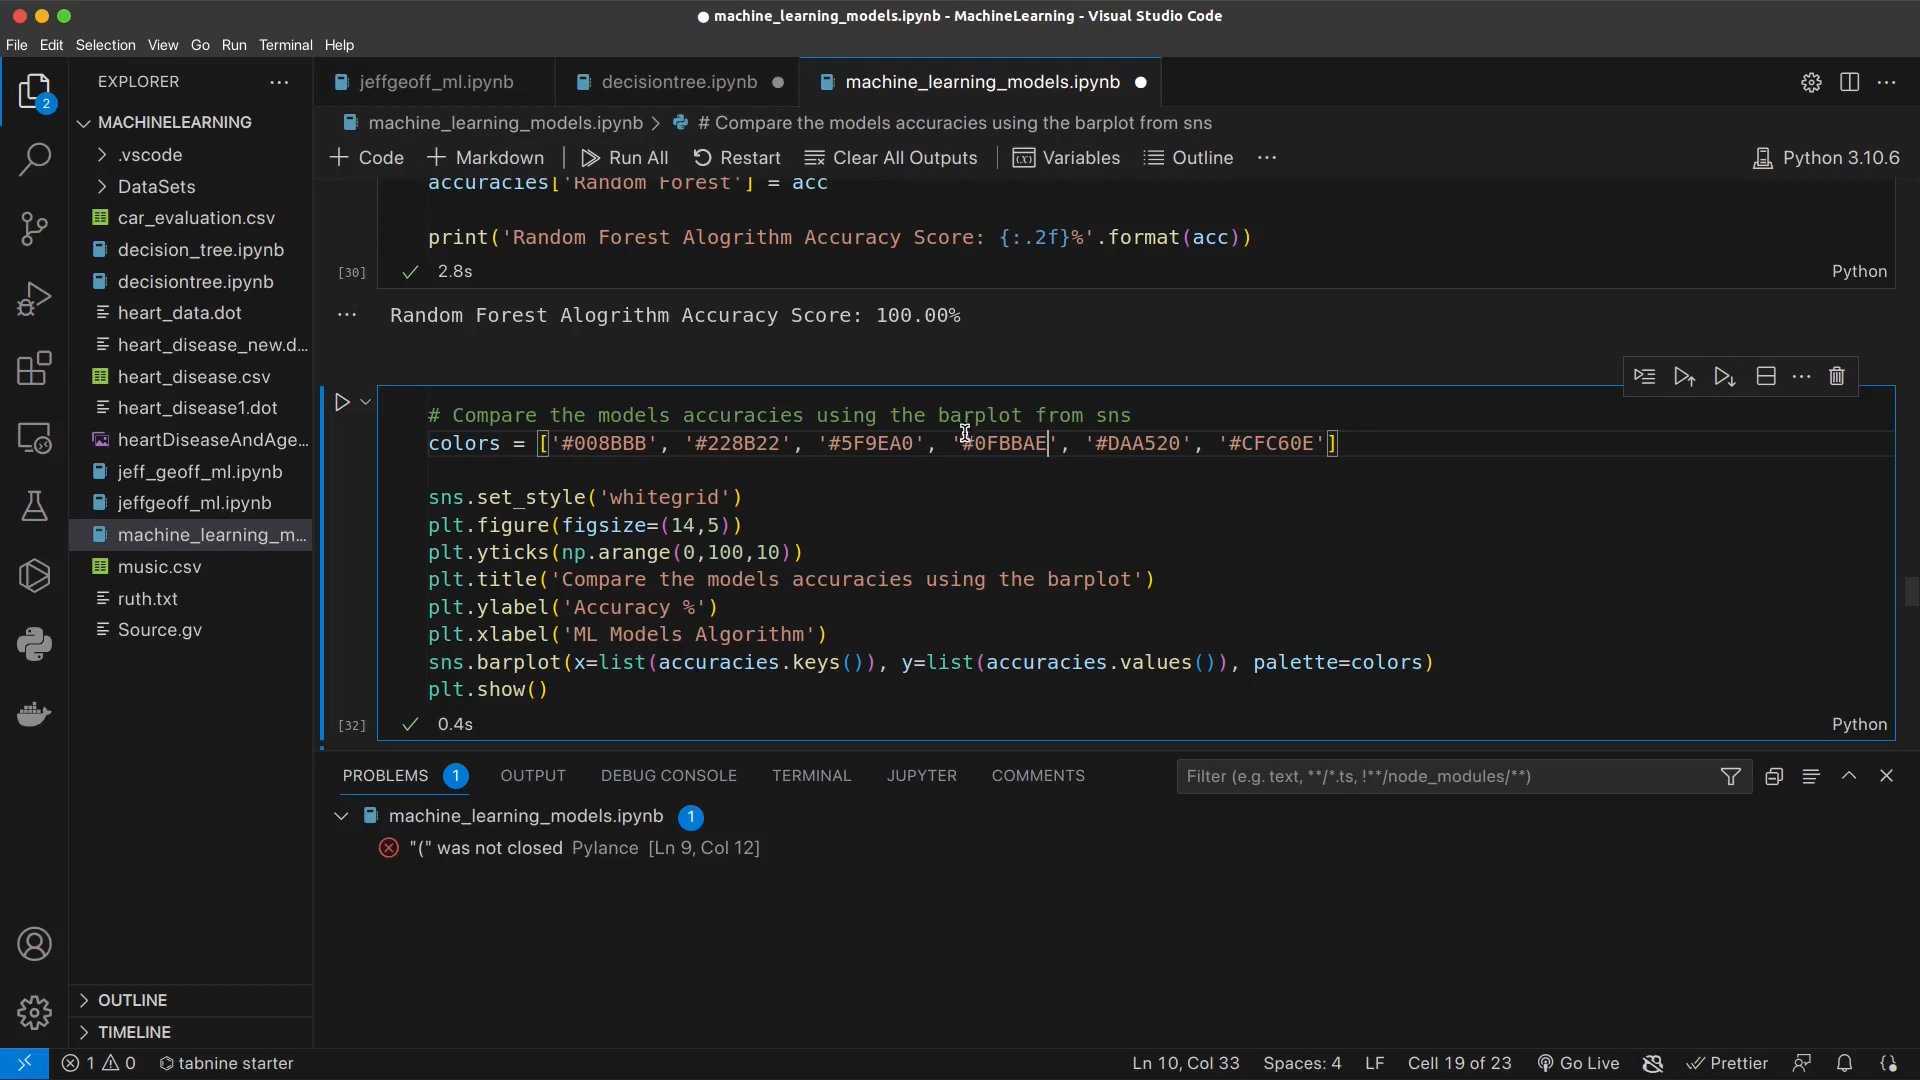 machine_learning_models.ipynb - MachineLearning - Visual Studio Code
File Edit Selection View Go Run Terminal Help
EXPLORER
jeffgeoff_ml.ipynb
decisiontree.ipynb
machine_learning_models.ipynb
2
MACHINELEARNING
machine_learning_models.ipynb > # Compare the models accuracies using the barplot from sns
Code Markdown Run All Restart Clear All Outputs Variables Outline
Python 3.10.6
.vscode
DataSets
car_evaluation.csv
decision_tree.ipynb
decisiontree.ipynb
heart_data.dot
heart_disease_new.d...
heart_disease.csv
heart_disease1.dot
heartDiseaseAndAge...
jeff_geoff_ml.ipynb
jeffgeoff_ml.ipynb
machine_learning_m...
music.csv
ruth.txt
Source.gv
OUTLINE
TIMELINE
accuracies['Random Forest'] = acc
print('Random Forest Alogrithm Accuracy Score: {:.2f}%'.format(acc))
[30] 2.8s Python
Random Forest Alogrithm Accuracy Score: 100.00%
# Compare the models accuracies using the barplot from sns
colors = ['#008BBB', '#228B22', '#5F9EA0', '#0FBBAE', '#DAA520', '#CFC60E']
sns.set_style('whitegrid')
plt.figure(figsize=(14,5))
plt.yticks(np.arange(0,100,10))
plt.title('Compare the models accuracies using the barplot')
plt.ylabel('Accuracy %')
plt.xlabel('ML Models Algorithm')
sns.barplot(x=list(accuracies.keys()), y=list(accuracies.values()), palette=colors)
plt.show()
[32] 0.4s Python
PROBLEMS 1 OUTPUT DEBUG CONSOLE TERMINAL JUPYTER COMMENTS
Filter (e.g. text, **/*.ts, !**/node_modules/**)
machine_learning_models.ipynb 1
"(" was not closed Pylance [Ln 9, Col 12]
1 0 tabnine starter
Ln 10, Col 33 Spaces: 4 LF Cell 19 of 23 Go Live Prettier